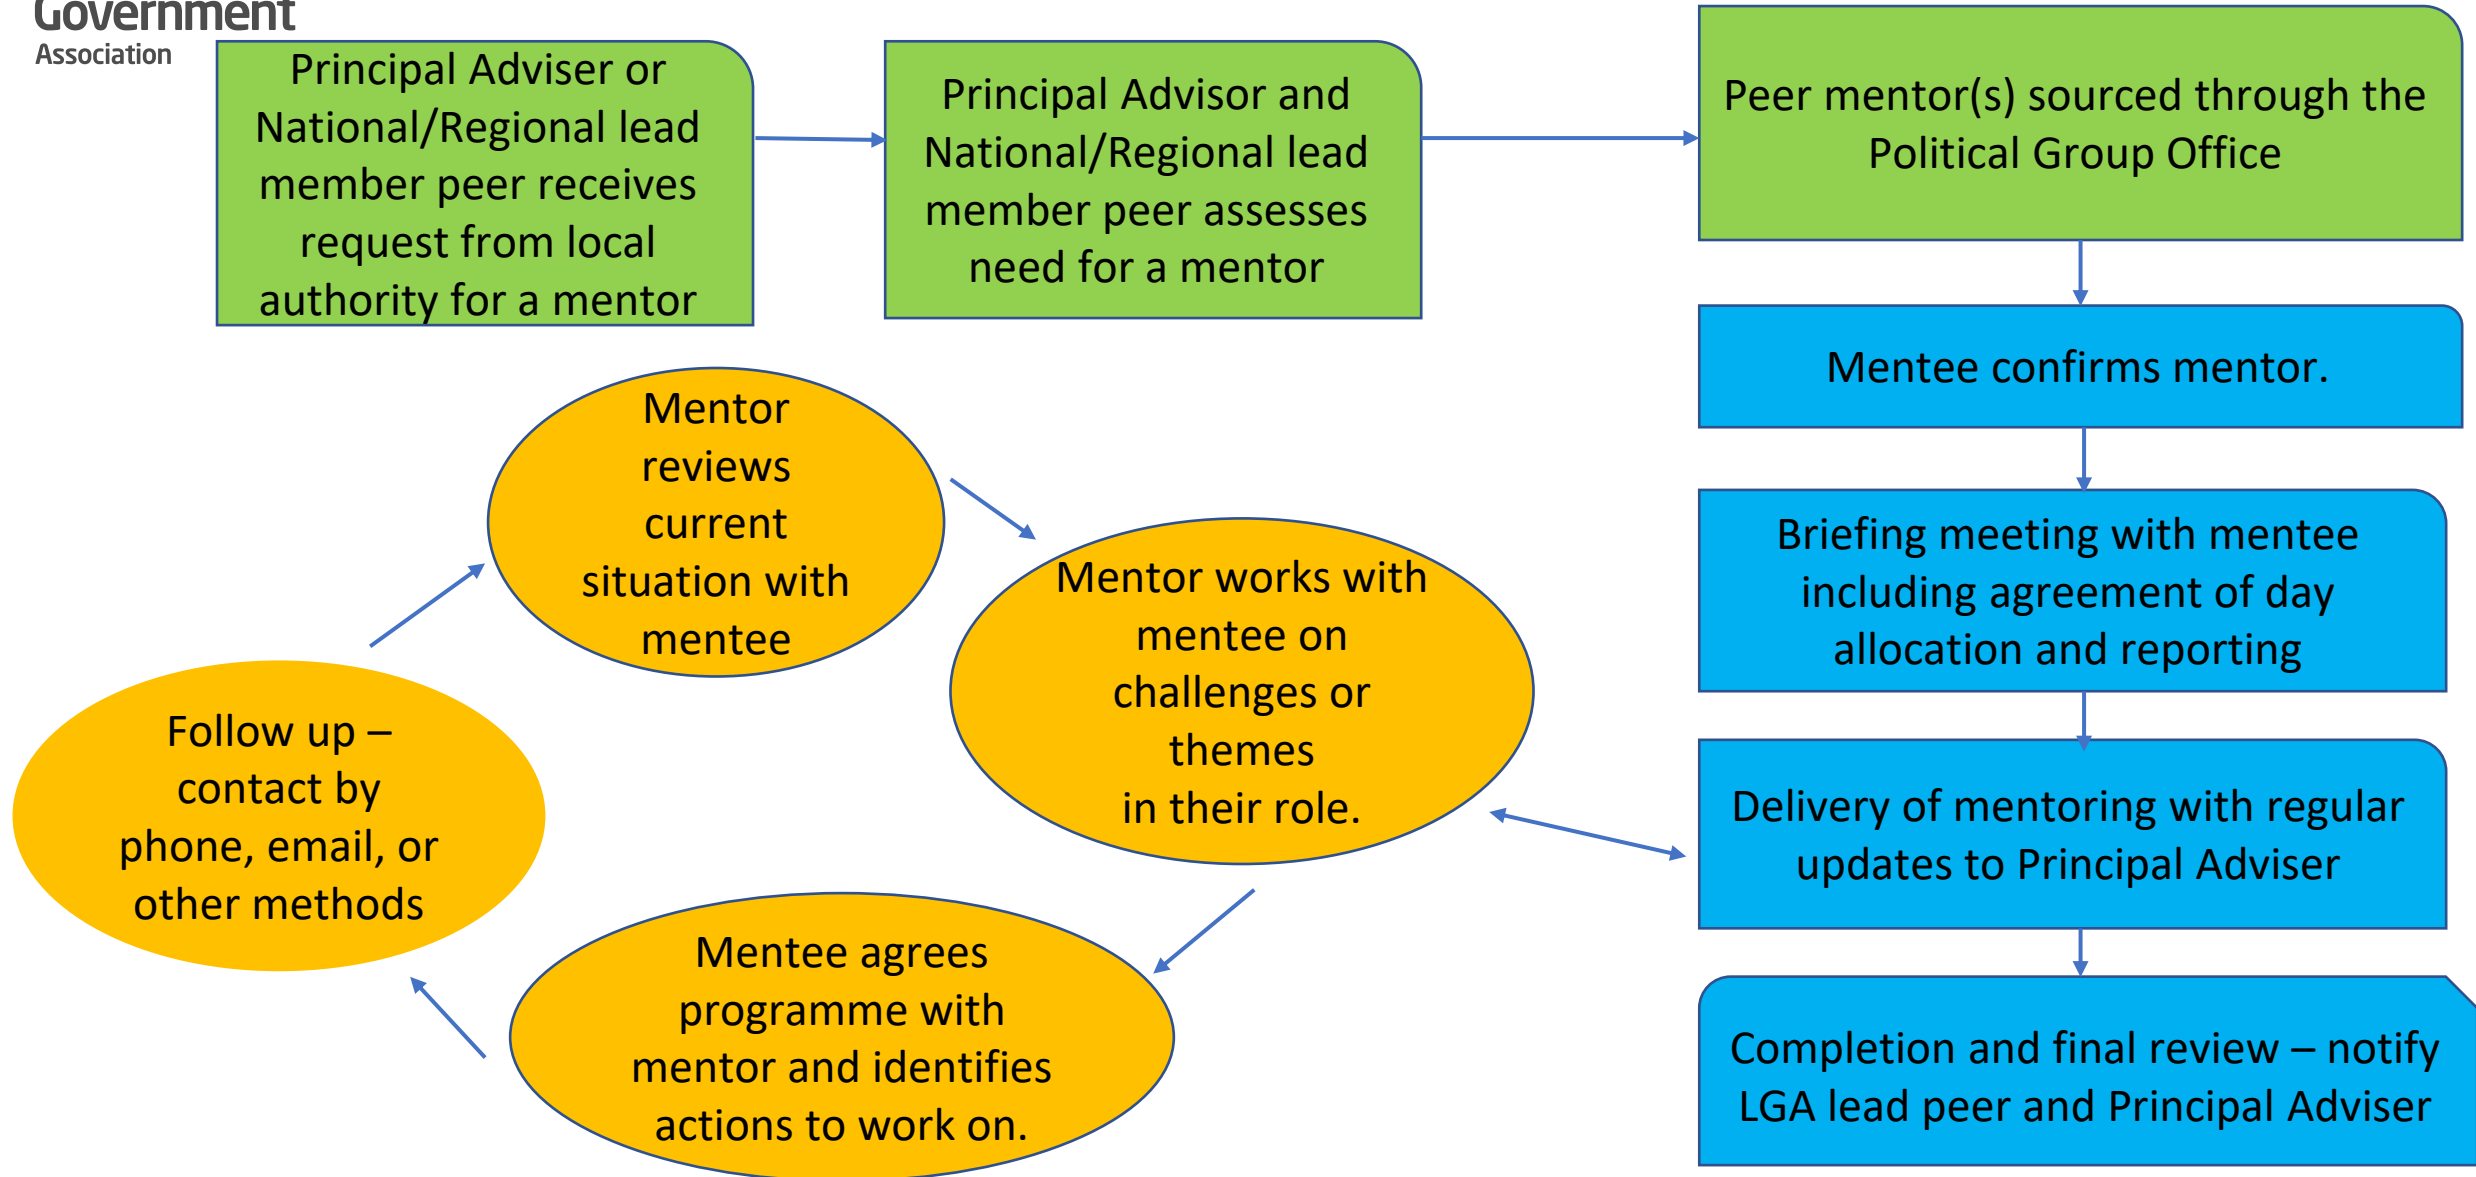 Government
Association
Principal Adviser or
National/Regional lead
member peer receives
request from local
authority for a mentor
Principal Advisor and
National/Regional lead
member peer assesses
need for a mentor
Peer mentor(s) sourced through the
Political Group Office
Mentee confirms mentor.
Briefing meeting with mentee
including agreement of day
allocation and reporting
Delivery of mentoring with regular
updates to Principal Adviser
Completion and final review – notify
LGA lead peer and Principal Adviser
Mentor
reviews
current
situation with
mentee
Mentor works with
mentee on
challenges or
themes
in their role.
Mentee agrees
programme with
mentor and identifies
actions to work on.
Follow up –
contact by
phone, email, or
other methods